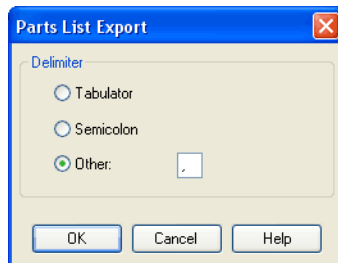 Parts List Export
Delimiter
Tabulator
Semicolon
Other: ,
OK Cancel Help